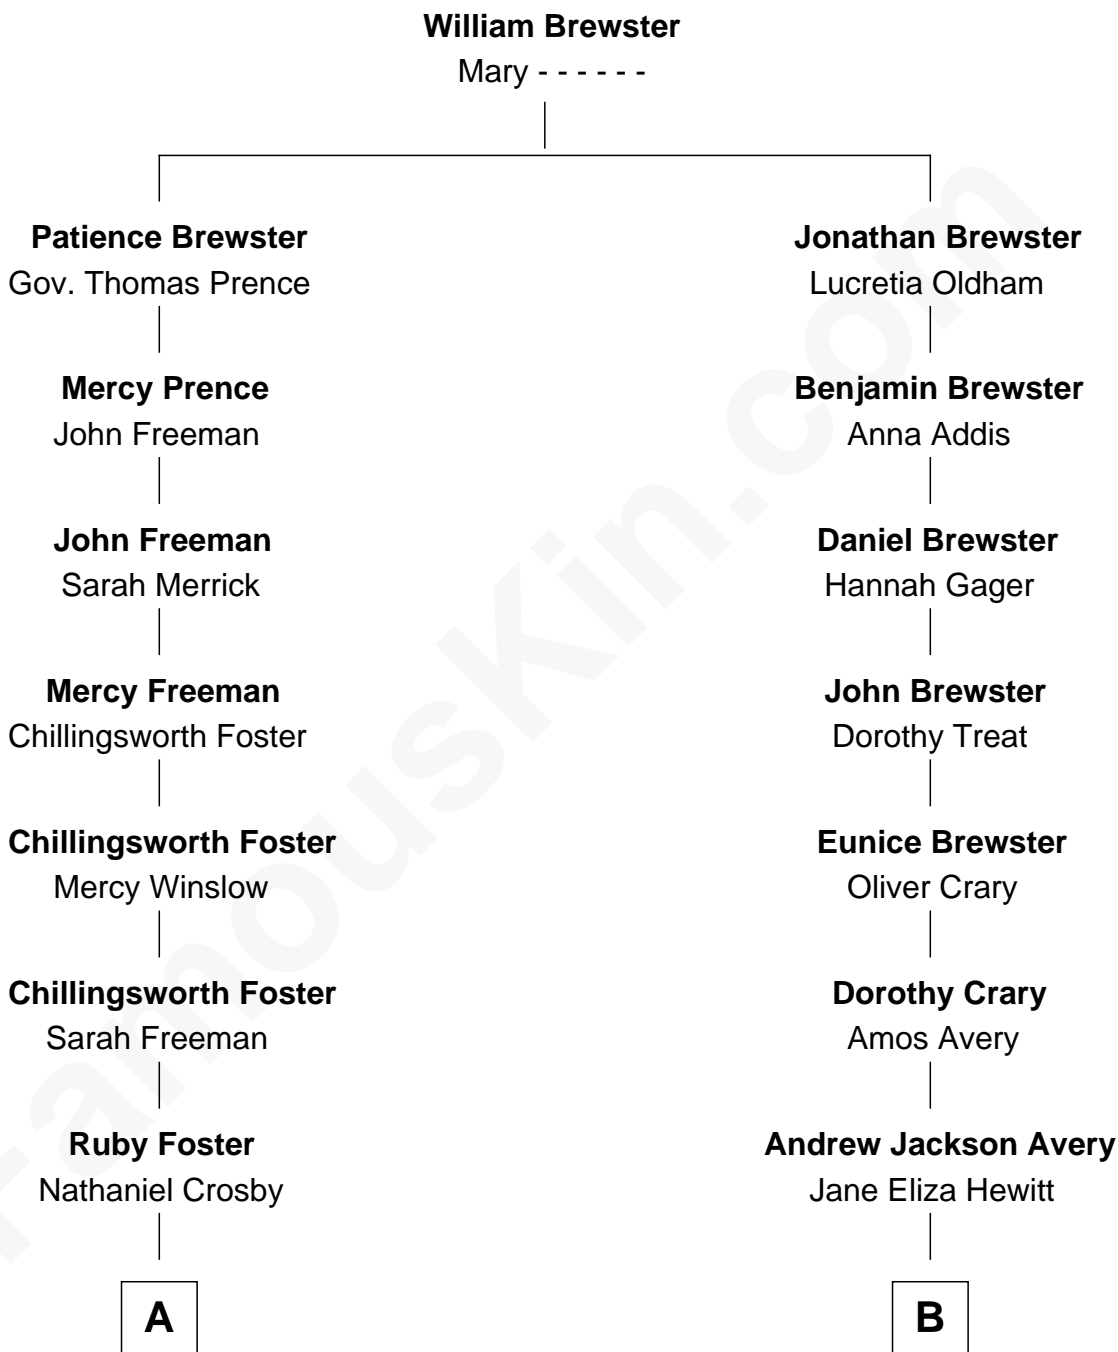 William Brewster
Mary - - - - - -
Patience Brewster
Gov. Thomas Prence
Jonathan Brewster
Lucretia Oldham
Mercy Prence
John Freeman
Benjamin Brewster
Anna Addis
John Freeman
Sarah Merrick
Daniel Brewster
Hannah Gager
Mercy Freeman
Chillingsworth Foster
John Brewster
Dorothy Treat
Chillingsworth Foster
Mercy Winslow
Eunice Brewster
Oliver Crary
Chillingsworth Foster
Sarah Freeman
Dorothy Crary
Amos Avery
Ruby Foster
Nathaniel Crosby
Andrew Jackson Avery
Jane Eliza Hewitt
A
B
FamousKin.com